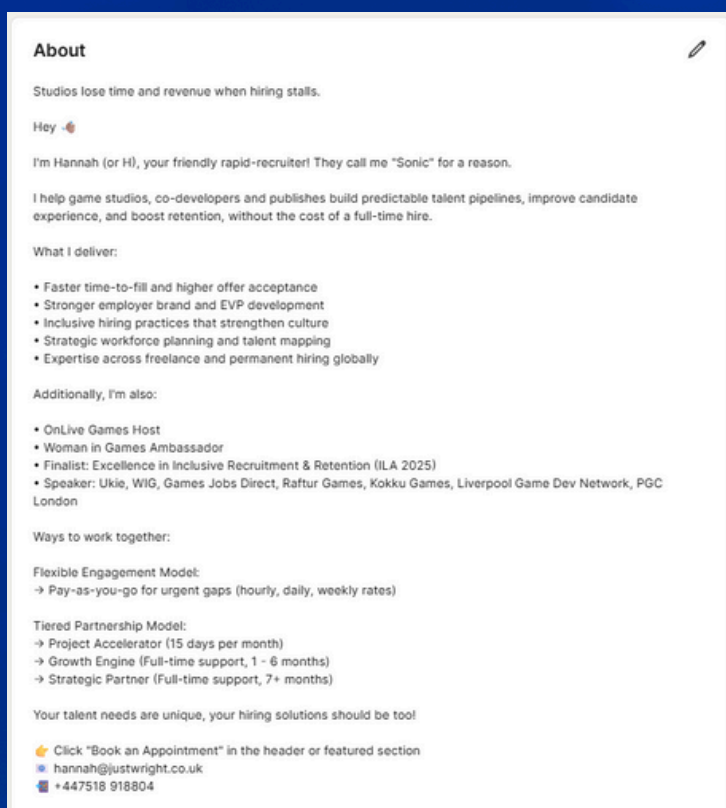 About
Studios lose time and revenue when hiring stalls.
Hey
I'm Hannah (or H), your friendly rapid-recruiter! They call me "Sonic" for a reason.
I help game studios, co-developers and publishes build predictable talent pipelines, improve candidate
experience, and boost retention, without the cost of a full-time hire.
What I deliver:
• Faster time-to-fill and higher offer acceptance
• Stronger employer brand and EVP development
• Inclusive hiring practices that strengthen culture
• Strategic workforce planning and talent mapping
• Expertise across freelance and permanent hiring globally
Additionally, I'm also:
• OnLive Games Host
• Woman in Games Ambassador
• Finalist: Excellence in Inclusive Recruitment & Retention (ILA 2025)
• Speaker: Ukie, WIG, Games Jobs Direct, Raftur Games, Kokku Games, Liverpool Game Dev Network, PGC
London
Ways to work together:
Flexible Engagement Model:
→ Pay-as-you-go for urgent gaps (hourly, daily, weekly rates)
Tiered Partnership Model:
→ Project Accelerator (15 days per month)
→ Growth Engine (Full-time support, 1 - 6 months)
→ Strategic Partner (Full-time support, 7+ months)
Your talent needs are unique, your hiring solutions should be too!
👉 Click "Book an Appointment" in the header or featured section
📧 hannah@justwright.co.uk
📲 +447518 918804